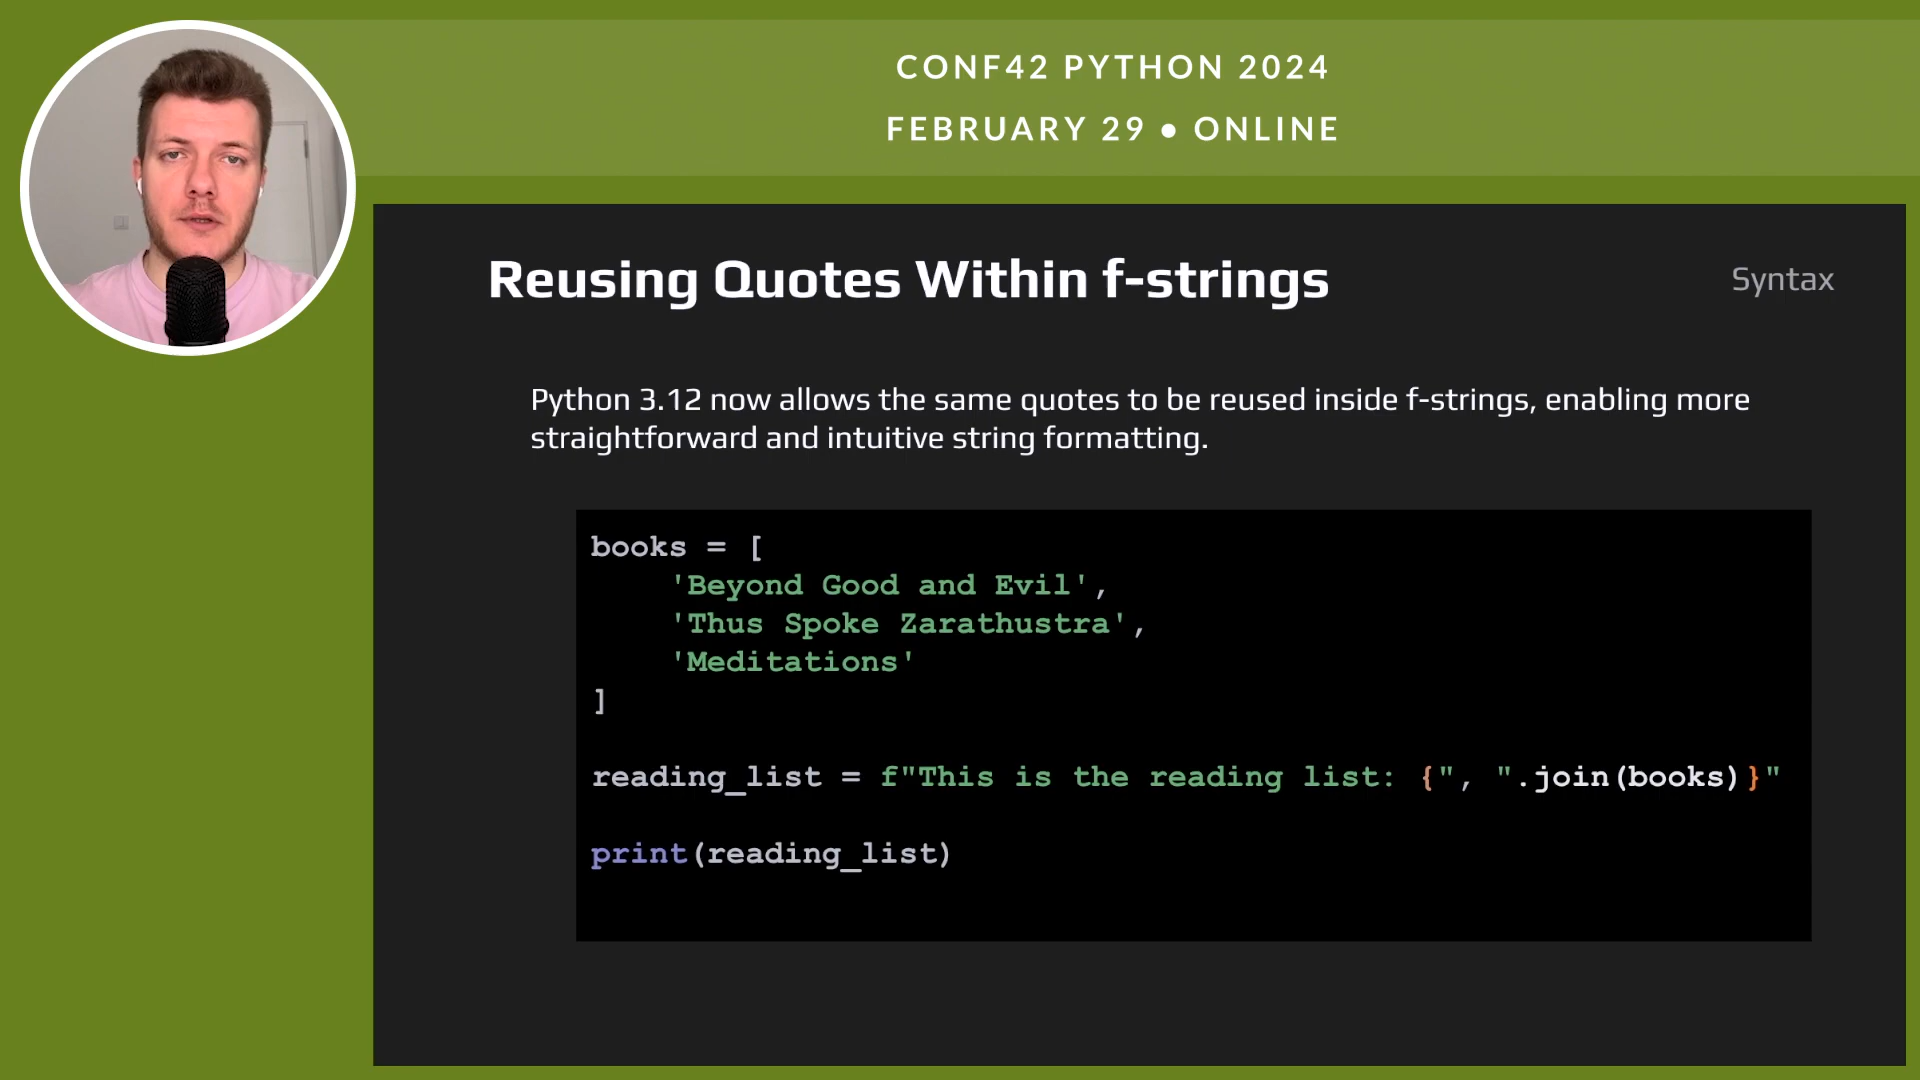 CONF42 PYTHON 2024
FEBRUARY 29 ● ONLINE
Reusing Quotes Within f-strings
Syntax
Python 3.12 now allows the same quotes to be reused inside f-strings, enabling more
straightforward and intuitive string formatting.
books = [
    'Beyond Good and Evil',
    'Thus Spoke Zarathustra',
    'Meditations'
]
reading_list = f"This is the reading list: {", ".join(books)}"
print(reading_list)